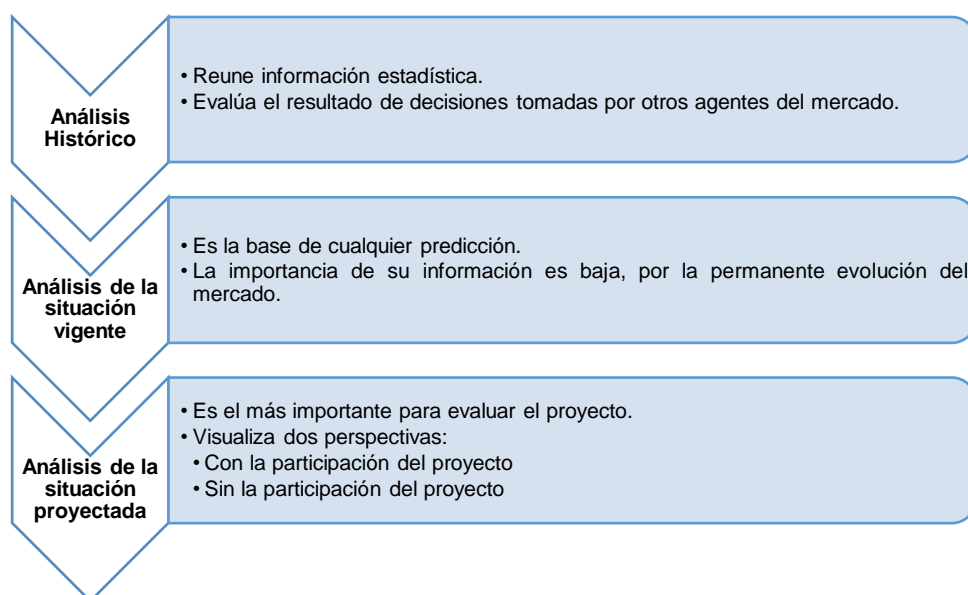 Análisis
Histórico
• Reune información estadística.
• Evalúa el resultado de decisiones tomadas por otros agentes del mercado.
Análisis de la
situación
vigente
• Es la base de cualquier predicción.
• La importancia de su información es baja, por la permanente evolución del
mercado.
Análisis de la
situación
proyectada
• Es el más importante para evaluar el proyecto.
• Visualiza dos perspectivas:
• Con la participación del proyecto
• Sin la participación del proyecto